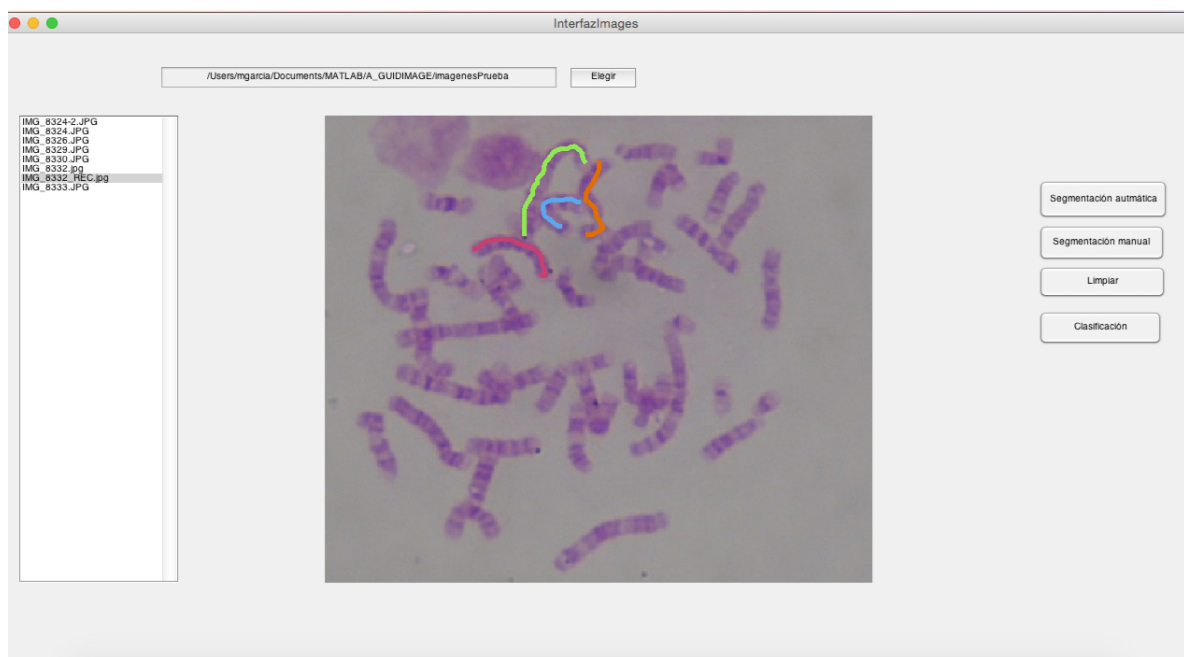 InterfazImages
/Users/mgarcia/Documents/MATLAB/A_GUIDIMAGE/imagenesPrueba
Elegir
IMG_8324-2.JPG
IMG_8324.JPG
IMG_8326.JPG
IMG_8329.JPG
IMG_8330.JPG
IMG_8332.jpg
IMG_8332_REC.jpg
IMG_8333.JPG
Segmentación autmática
Segmentación manual
Limpiar
Clasificación